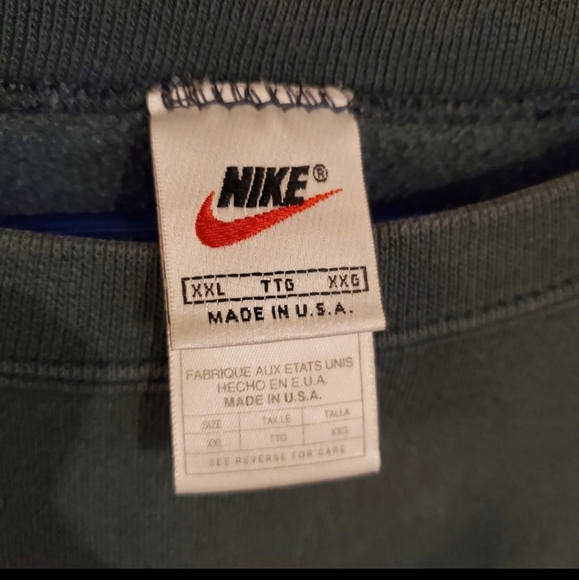 NIKE®
XXL TTG XXG
MADE IN U.S.A.
FABRIQUE AUX ETATS UNIS
HECHO EN E.U.A.
MADE IN U.S.A.
SIZE TAILLE TALLA
XXL TTG XXG
SEE REVERSE FOR CARE